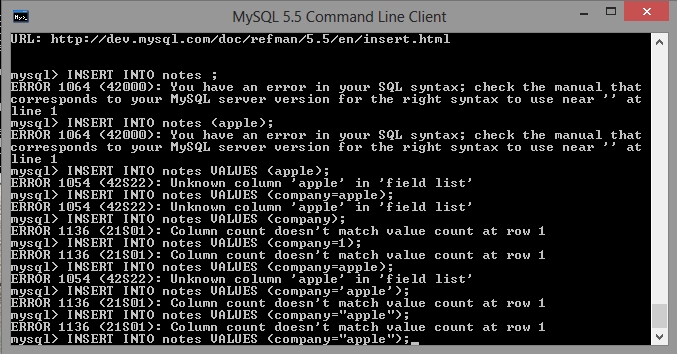 MySQL 5.5 Command Line Client
URL: http://dev.mysql.com/doc/refman/5.5/en/insert.html
mysql> INSERT INTO notes ;
ERROR 1064 (42000): You have an error in your SQL syntax; check the manual that
corresponds to your MySQL server version for the right syntax to use near '' at
line 1
mysql> INSERT INTO notes (apple);
ERROR 1064 (42000): You have an error in your SQL syntax; check the manual that
corresponds to your MySQL server version for the right syntax to use near '' at
line 1
mysql> INSERT INTO notes VALUES (apple);
ERROR 1054 (42S22): Unknown column 'apple' in 'field list'
mysql> INSERT INTO notes VALUES (company=apple);
ERROR 1054 (42S22): Unknown column 'apple' in 'field list'
mysql> INSERT INTO notes VALUES (company);
ERROR 1136 (21S01): Column count doesn't match value count at row 1
mysql> INSERT INTO notes VALUES (company=1);
ERROR 1136 (21S01): Column count doesn't match value count at row 1
mysql> INSERT INTO notes VALUES (company=apple);
ERROR 1054 (42S22): Unknown column 'apple' in 'field list'
mysql> INSERT INTO notes VALUES (company='apple');
ERROR 1136 (21S01): Column count doesn't match value count at row 1
mysql> INSERT INTO notes VALUES (company="apple");
ERROR 1136 (21S01): Column count doesn't match value count at row 1
mysql> INSERT INTO notes VALUES (company="apple");